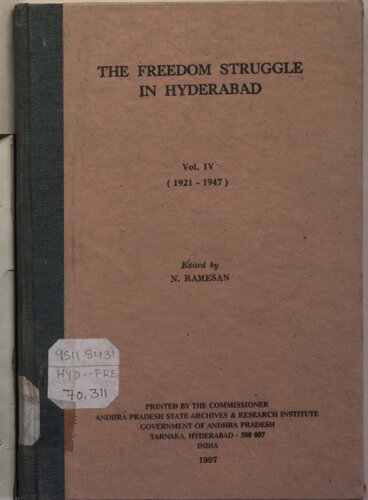 THE FREEDOM STRUGGLE
IN HYDERABAD
Vol. IV
( 1921 - 1947 )
Edited by
N. RAMESAN
954.8431
HYD--FRE
70,311
PRINTED BY THE COMMISSIONER
ANDHRA PRADESH STATE ARCHIVES & RESEARCH INSTITUTE
GOVERNMENT OF ANDHRA PRADESH
TARNAKA, HYDERABAD - 500 007
INDIA
1997